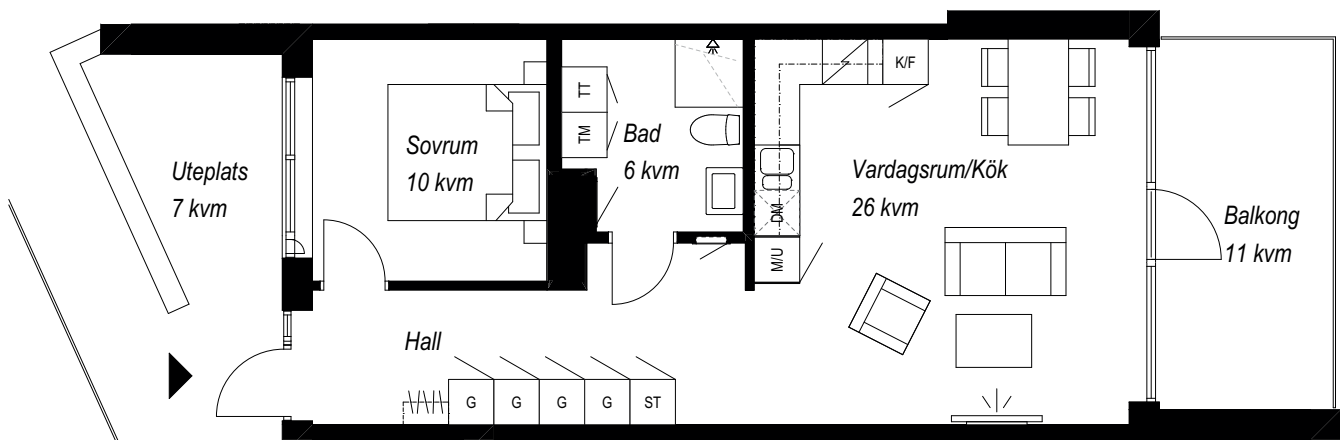 Uteplats
7 kvm
Sovrum
10 kvm
TT
TM
Bad
6 kvm
K/F
DM
M/U
Vardagsrum/Kök
26 kvm
Balkong
11 kvm
Hall
G
G
G
G
ST